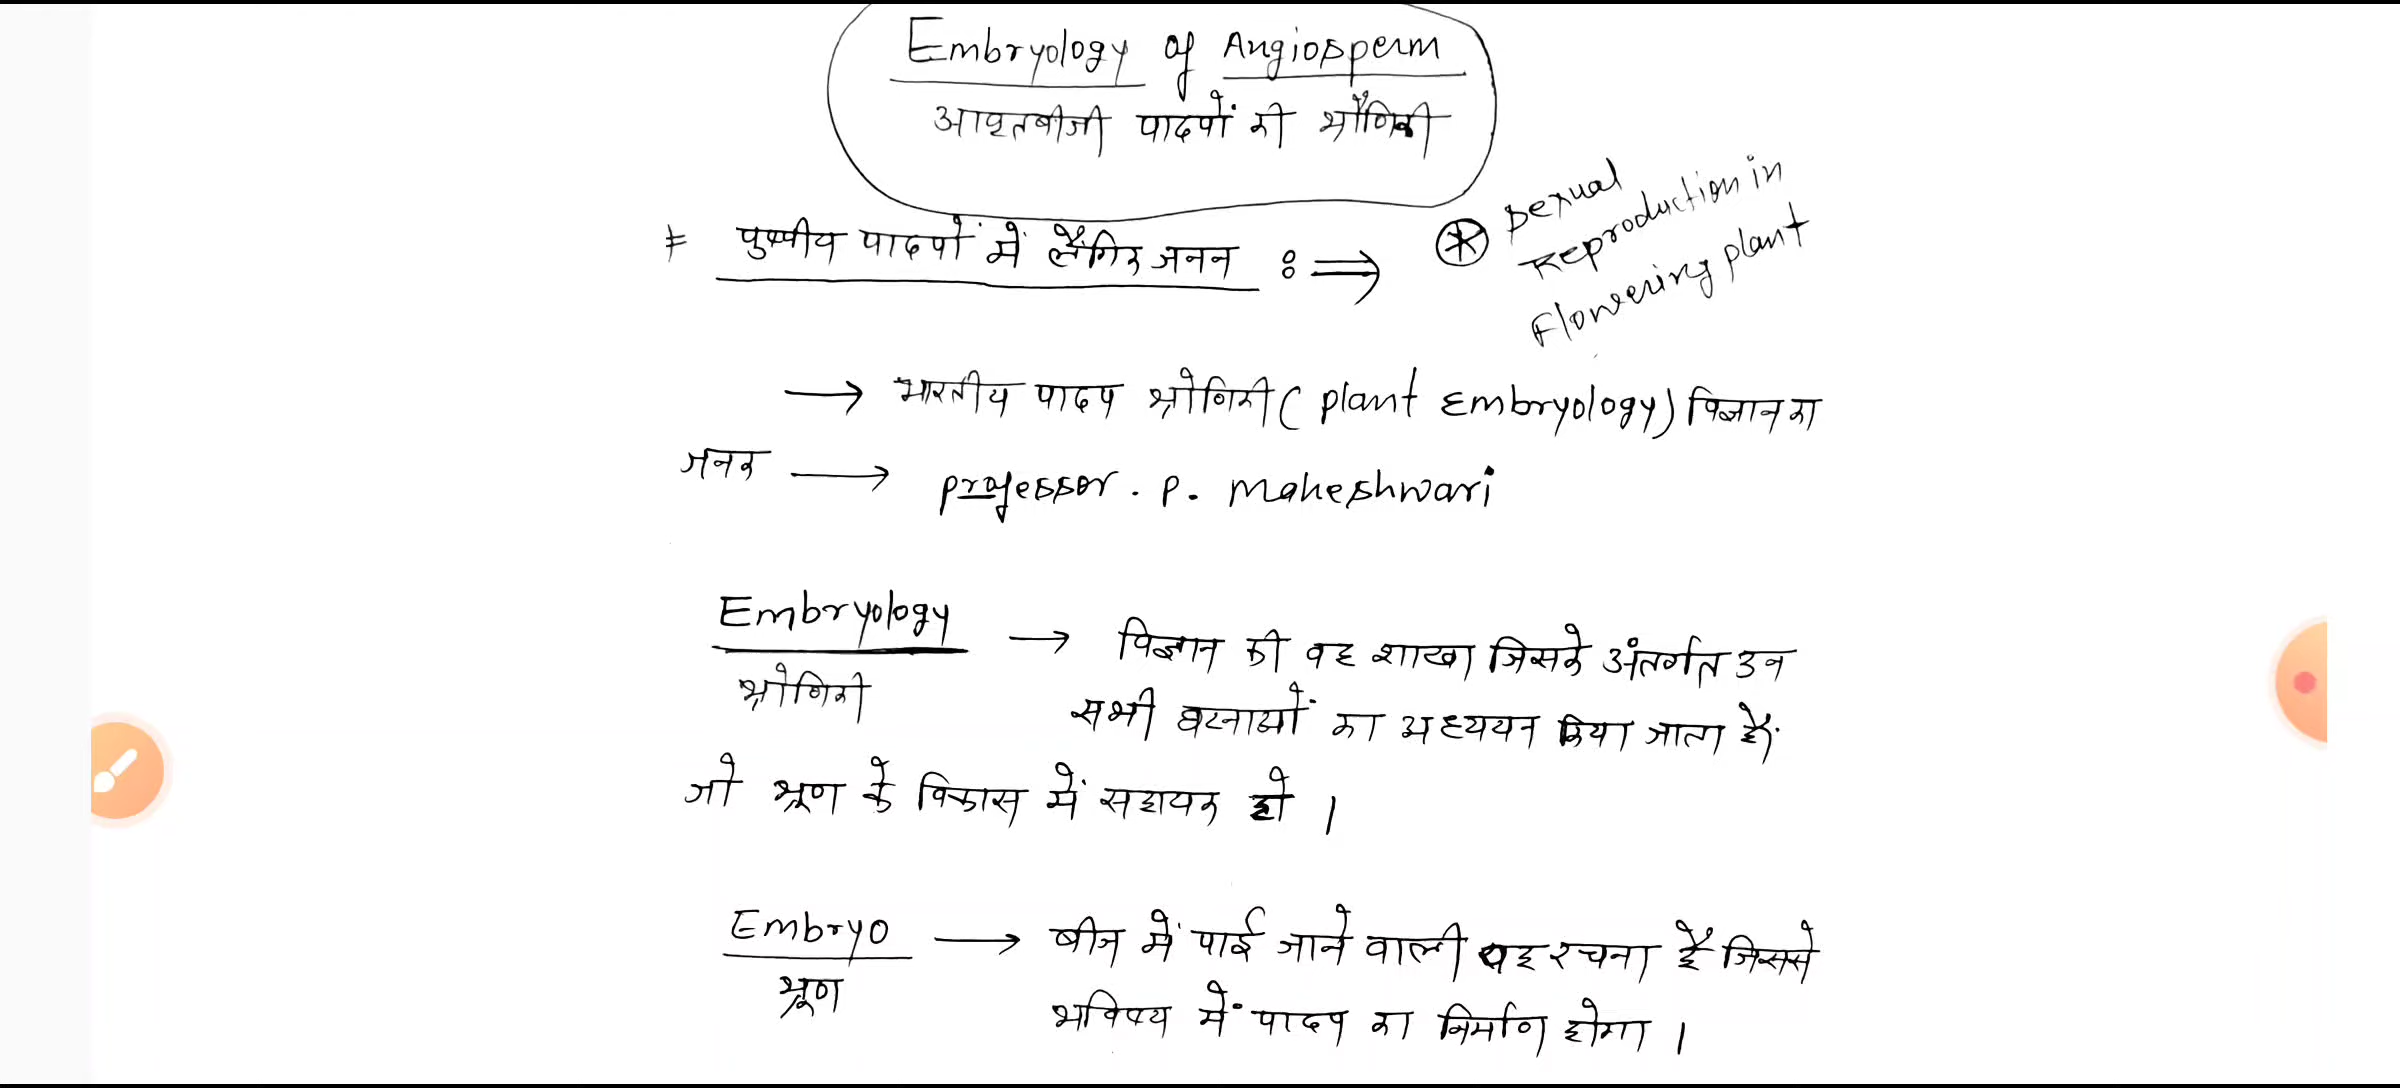 Embryology of Angiosperm
आवृतबीजी पादपों की भ्रौणिकी
# पुष्पीय पादपों में लैंगिक जनन :⇒
⊛ Sexual
Reproduction in
Flowering plant
→ भारतीय पादप भ्रोणिकी ( plant Embryology) विज्ञान का
जनक → professor. P. Maheshwari
Embryology → विज्ञान की वह शाखा जिसके अंतर्गत उन
भ्रोणिकी
सभी घटनाओं का अध्ययन किया जाता हैं
जो भ्रूण के विकास में सहायक हो ।
Embryo → बीज में पाई जाने वाली वह रचना हैं जिससे
भ्रूण
भविष्य में पादप का निर्माण होगा ।